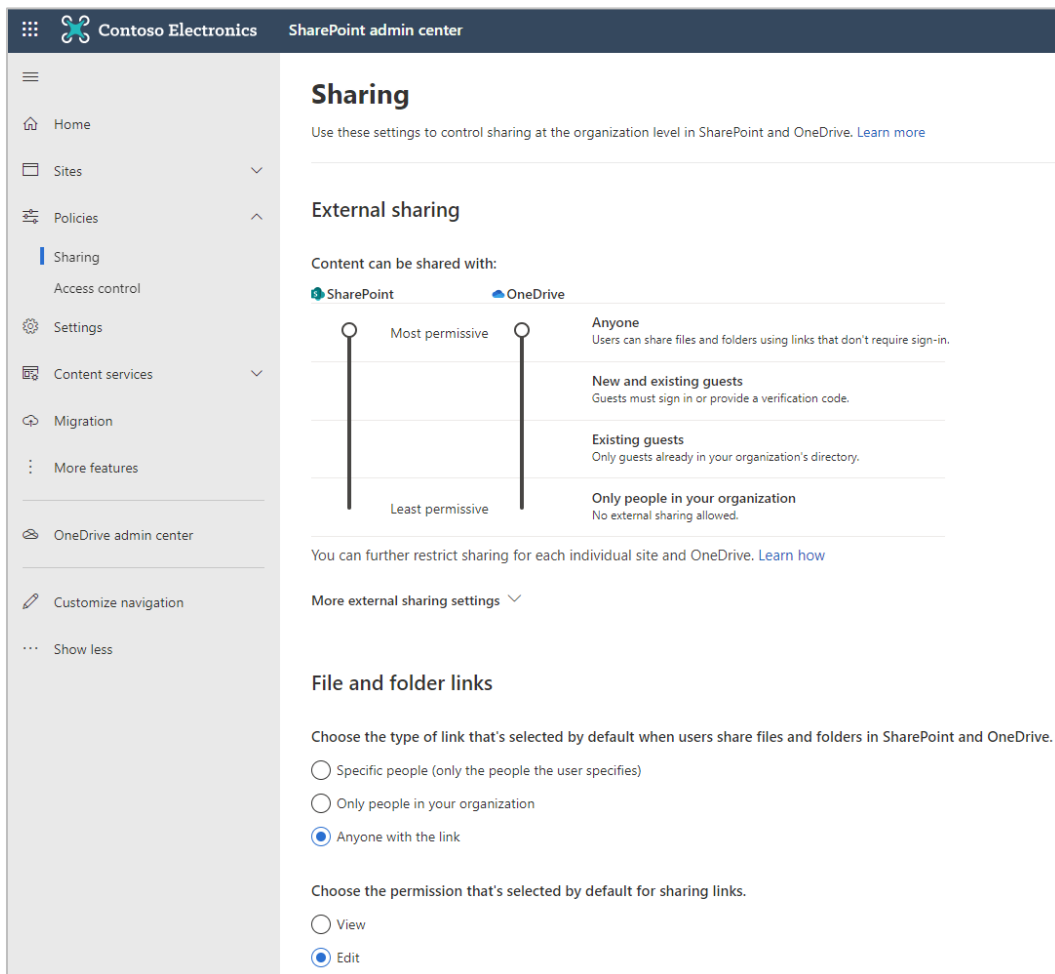 Contoso Electronics SharePoint admin center
Home
Sites
Policies
Sharing
Access control
Settings
Content services
Migration
More features
OneDrive admin center
Customize navigation
Show less
Sharing
Use these settings to control sharing at the organization level in SharePoint and OneDrive. Learn more
External sharing
Content can be shared with:
SharePoint OneDrive
Most permissive
Anyone
Users can share files and folders using links that don't require sign-in.
New and existing guests
Guests must sign in or provide a verification code.
Existing guests
Only guests already in your organization's directory.
Least permissive
Only people in your organization
No external sharing allowed.
You can further restrict sharing for each individual site and OneDrive. Learn how
More external sharing settings
File and folder links
Choose the type of link that's selected by default when users share files and folders in SharePoint and OneDrive.
Specific people (only the people the user specifies)
Only people in your organization
Anyone with the link
Choose the permission that's selected by default for sharing links.
View
Edit